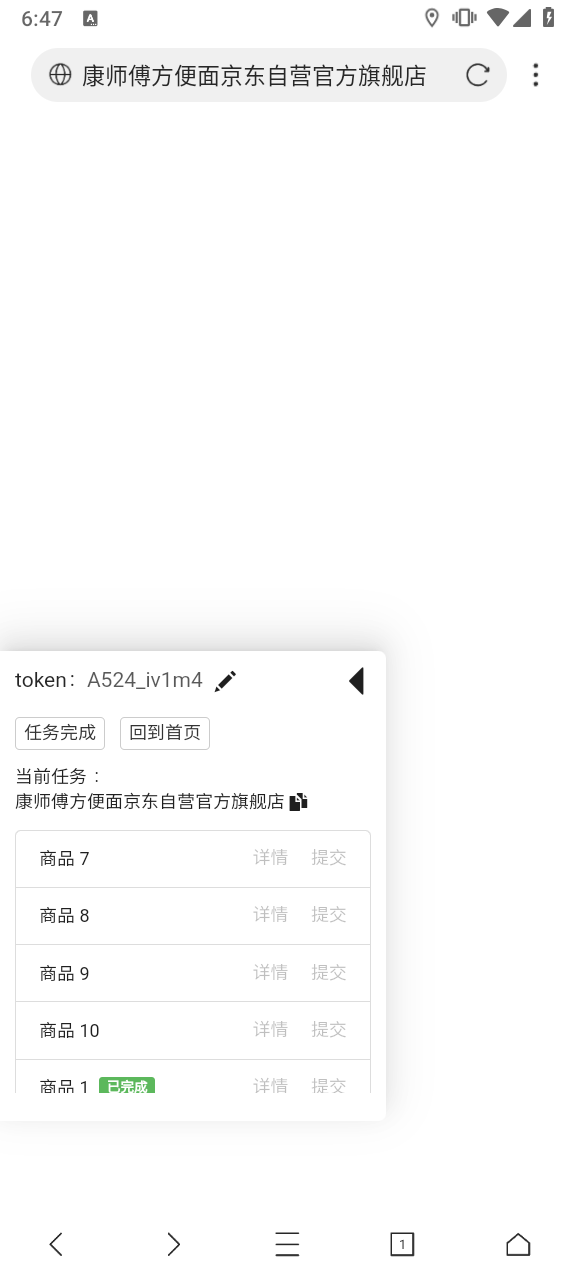 6:47
康师傅方便面京东自营官方旗舰店
token： A524_iv1m4
任务完成 回到首页
当前任务：
康师傅方便面京东自营官方旗舰店
商品 7 详情 提交
商品 8 详情 提交
商品 9 详情 提交
商品 10 详情 提交
商品 1 已完成 详情 提交
1